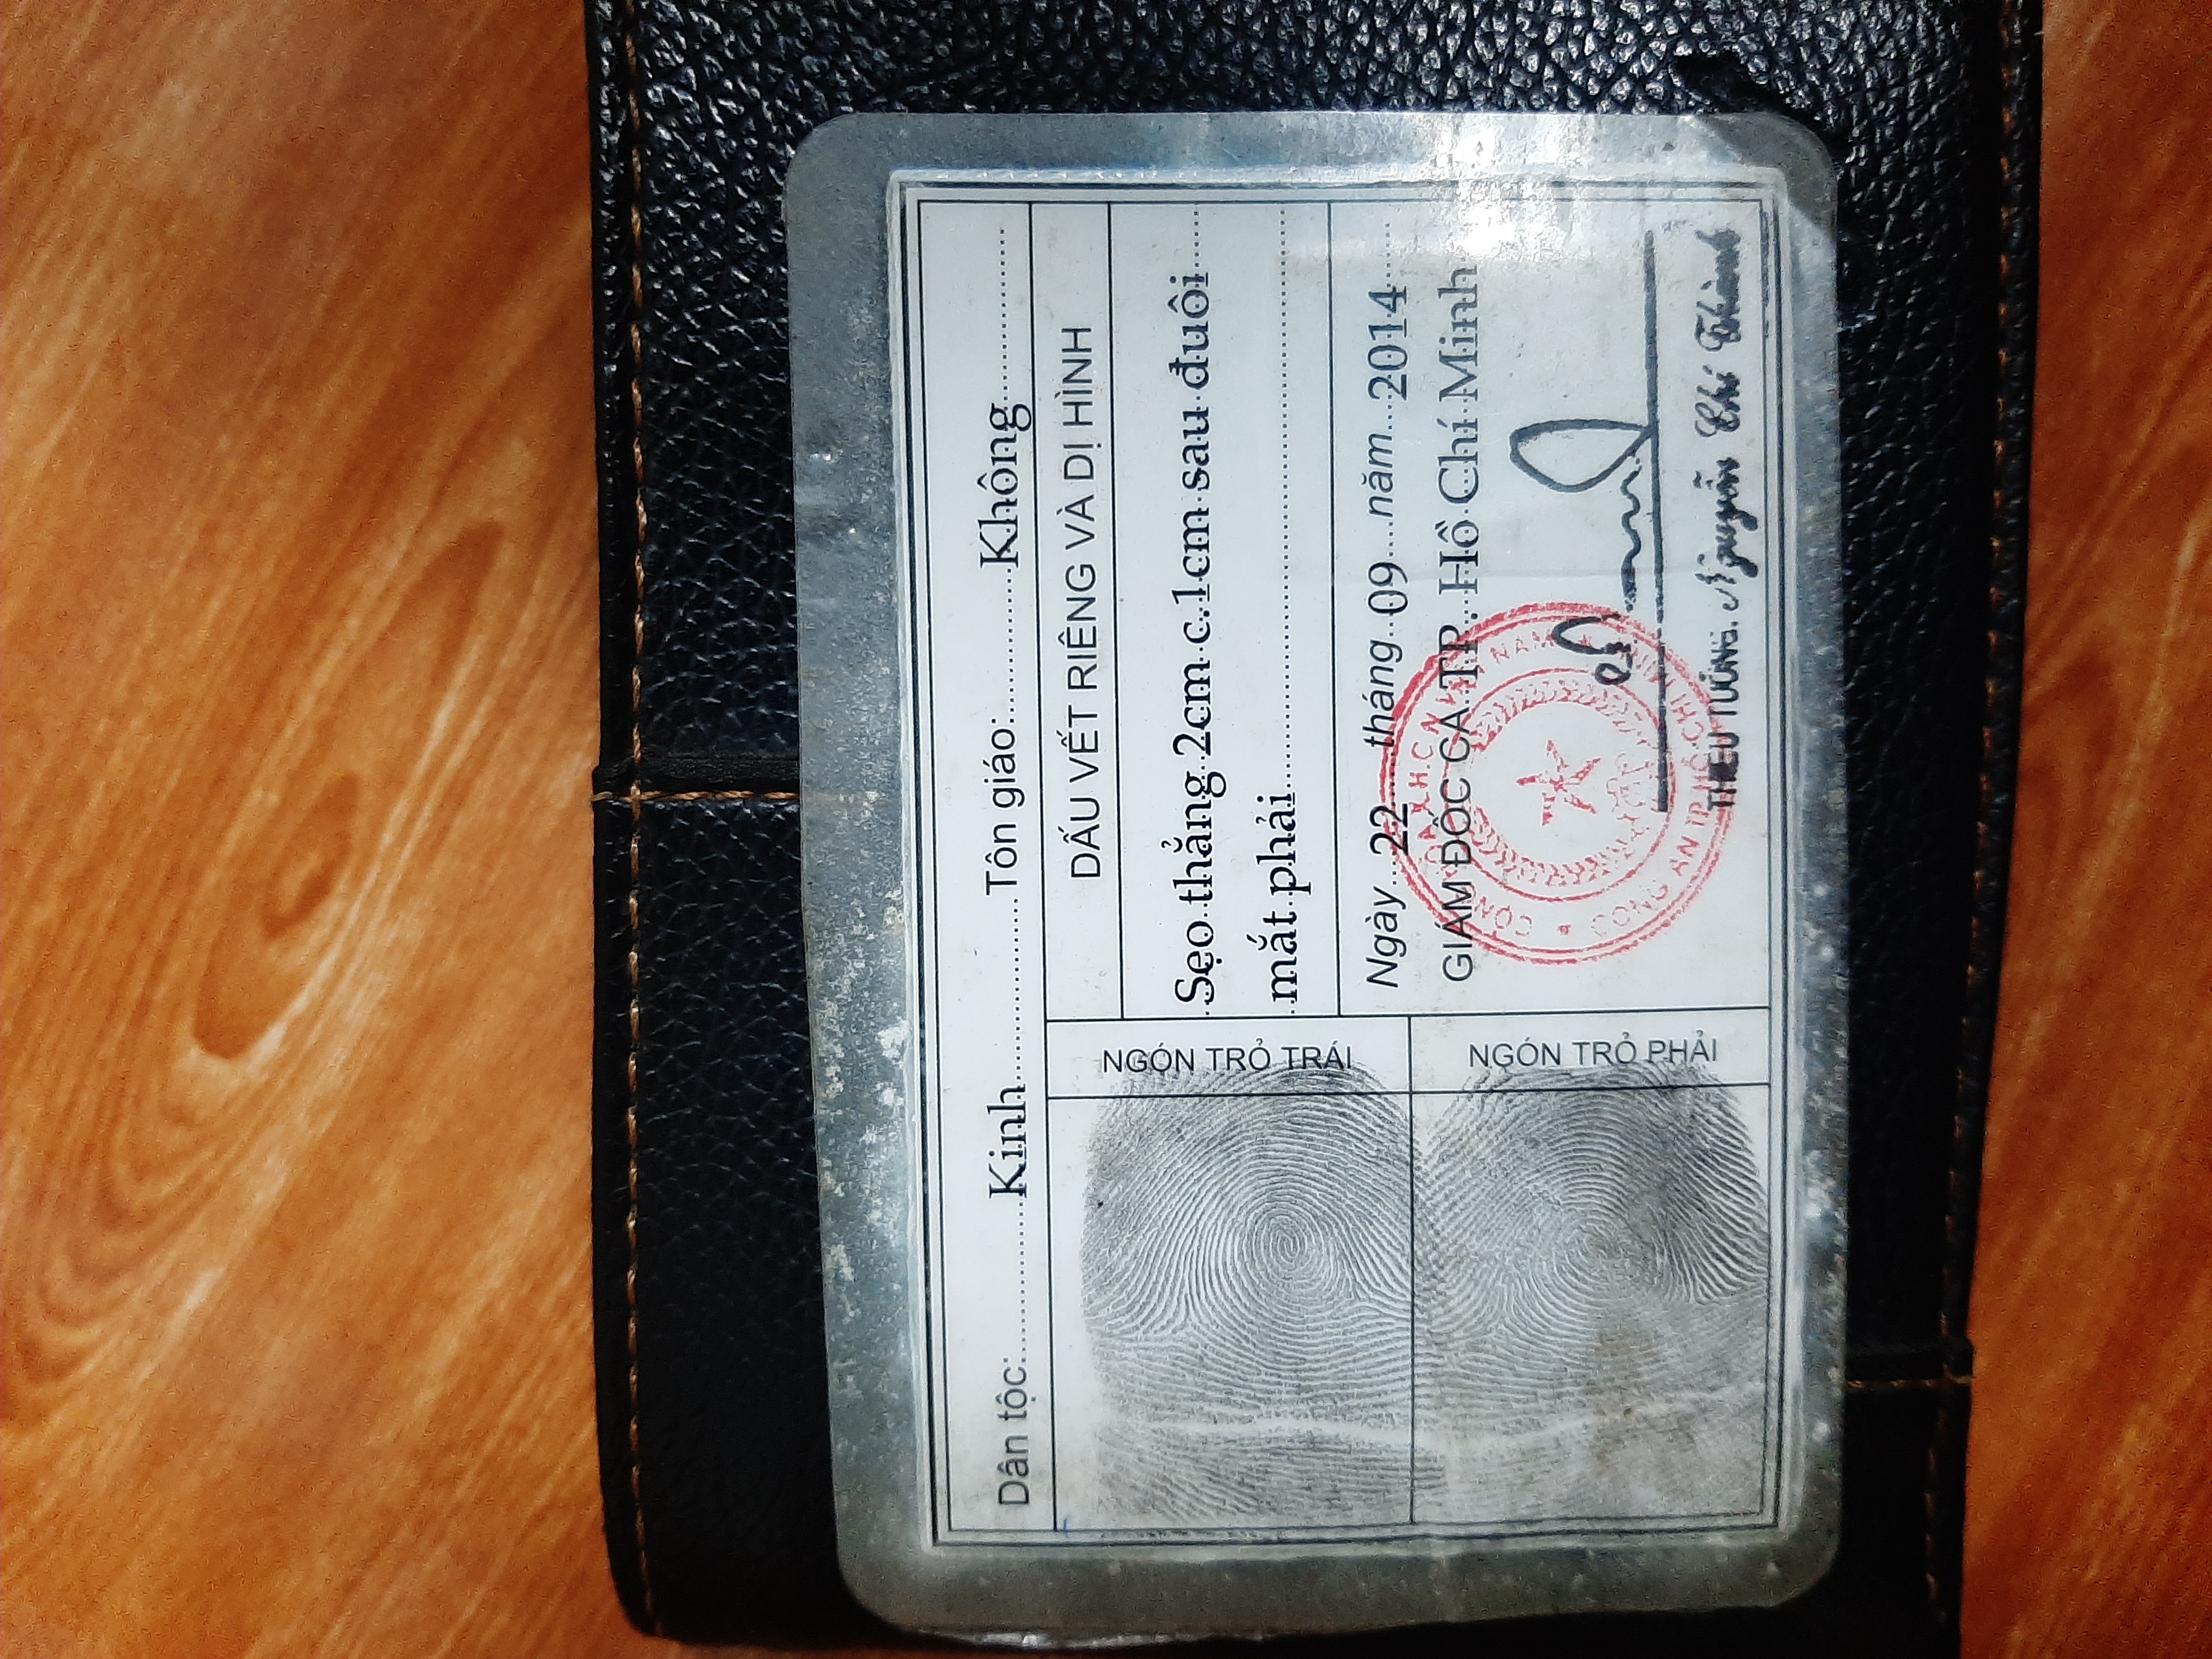 Dân tộc: Kinh Tôn giáo: Không
DẤU VẾT RIÊNG VÀ DỊ HÌNH
NGÓN TRỎ TRÁI
Sẹo thẳng 2cm c.1cm sau đuôi
mắt phải
Ngày 22 tháng 09 năm 2014
GIÁM ĐỐC CA.TP. Hồ Chí Minh
NGÓN TRỎ PHẢI
THIẾU TƯỚNG. Nguyễn Chí Thành